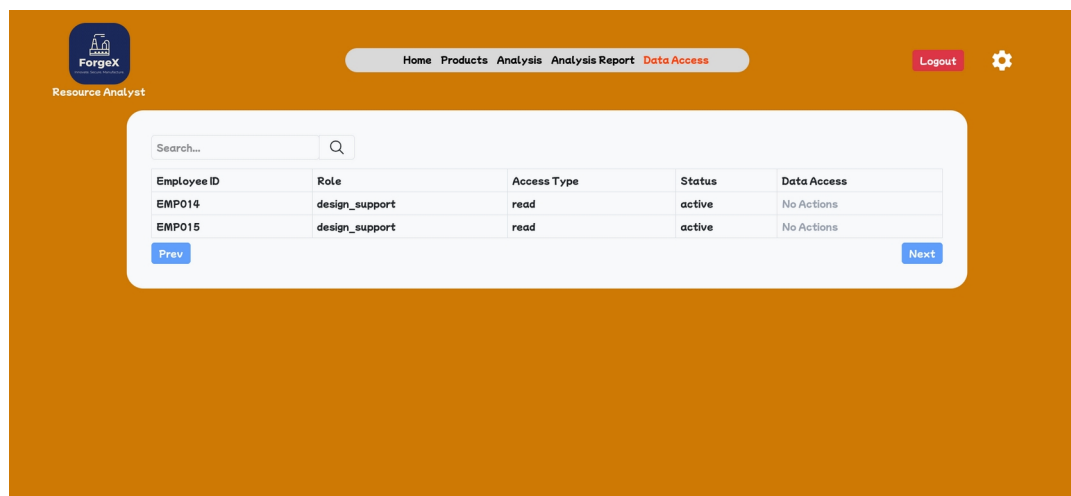 ForgeX
Resource Analyst
Home Products Analysis Analysis Report Data Access
Logout
Search...
Employee ID Role Access Type Status Data Access
EMP014 design_support read active No Actions
EMP015 design_support read active No Actions
Prev Next